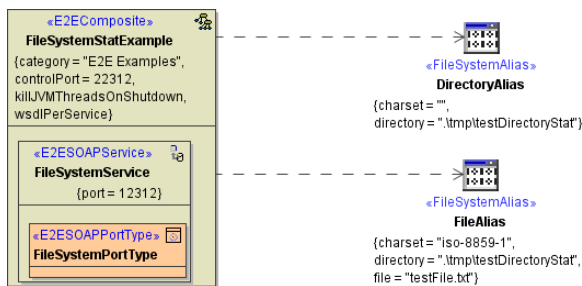 «E2EComposite»
FileSystemStatExample
{category = "E2E Examples",
controlPort = 22312,
killJVMThreadsOnShutdown,
wsdlPerService}
«E2ESOAPService»
FileSystemService
{port = 12312}
«E2ESOAPPortType»
FileSystemPortType
«FileSystemAlias»
DirectoryAlias
{charset = "",
directory = ".\tmp\testDirectoryStat"}
«FileSystemAlias»
FileAlias
{charset = "iso-8859-1",
directory = ".\tmp\testDirectoryStat",
file = "testFile.txt"}